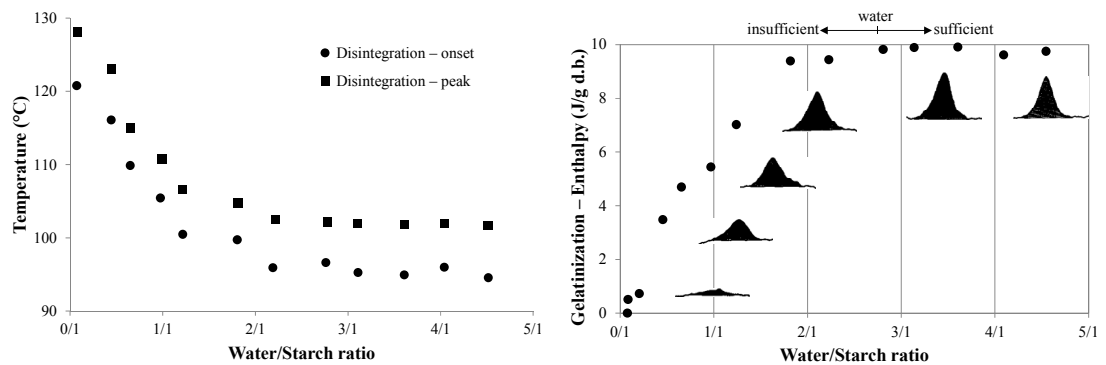 130
120
110
100
90
Temperature (°C)
Disintegration – onset
Disintegration – peak
0/1 1/1 2/1 3/1 4/1 5/1
Water/Starch ratio
water
insufficient sufficient
10
8
6
4
2
0
Gelatinization – Enthalpy (J/g d.b.)
0/1 1/1 2/1 3/1 4/1 5/1
Water/Starch ratio